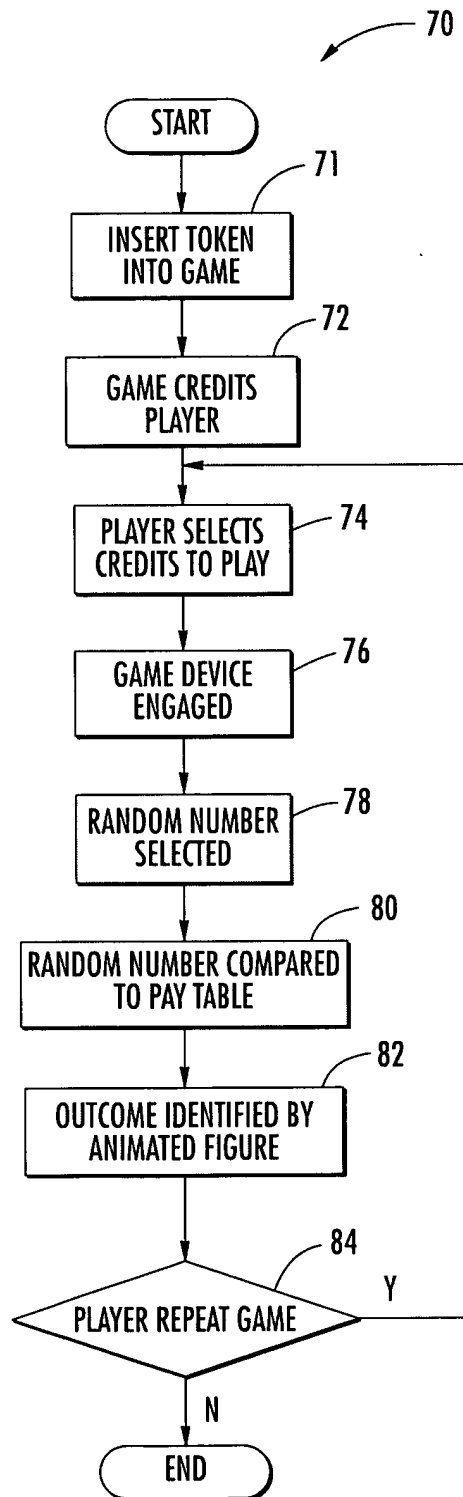 70
START
71
INSERT TOKEN
INTO GAME
72
GAME CREDITS
PLAYER
74
PLAYER SELECTS
CREDITS TO PLAY
76
GAME DEVICE
ENGAGED
78
RANDOM NUMBER
SELECTED
80
RANDOM NUMBER COMPARED
TO PAY TABLE
82
OUTCOME IDENTIFIED BY
ANIMATED FIGURE
84
PLAYER REPEAT GAME
Y
N
END